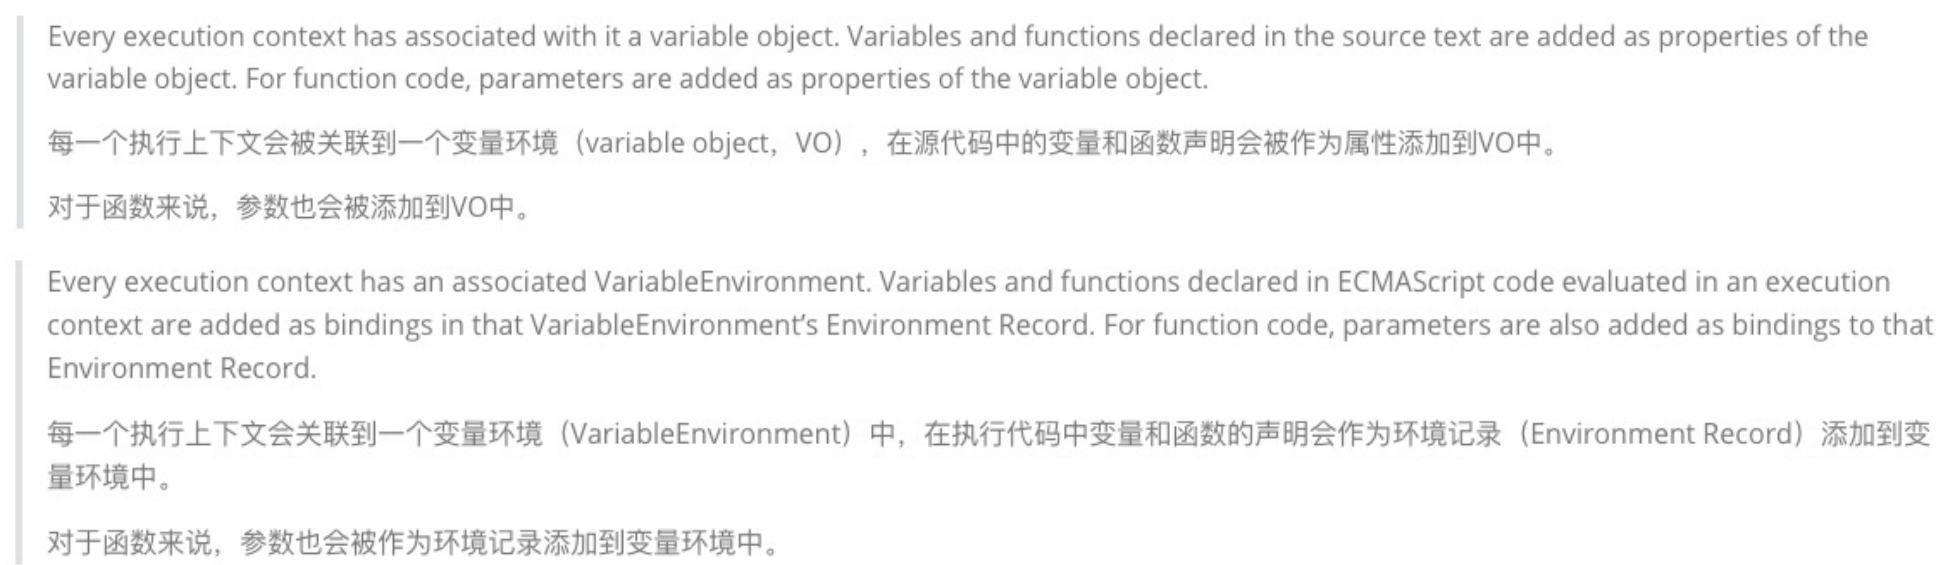 Every execution context has associated with it a variable object. Variables and functions declared in the source text are added as properties of the
variable object. For function code, parameters are added as properties of the variable object.
每一个执行上下文会被关联到一个变量环境（variable object，VO），在源代码中的变量和函数声明会被作为属性添加到VO中。
对于函数来说，参数也会被添加到VO中。
Every execution context has an associated VariableEnvironment. Variables and functions declared in ECMAScript code evaluated in an execution
context are added as bindings in that VariableEnvironment’s Environment Record. For function code, parameters are also added as bindings to that
Environment Record.
每一个执行上下文会关联到一个变量环境（VariableEnvironment）中，在执行代码中变量和函数的声明会作为环境记录（Environment Record）添加到变
量环境中。
对于函数来说，参数也会被作为环境记录添加到变量环境中。